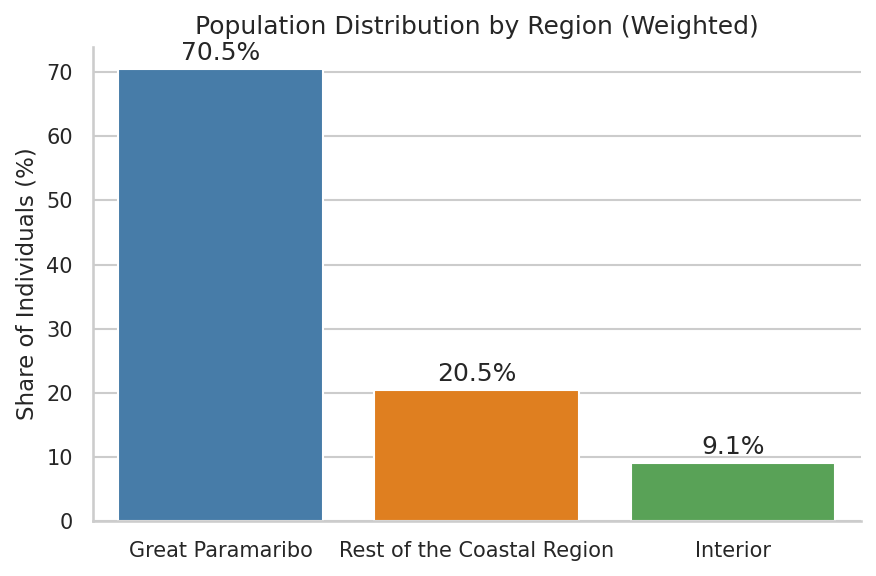 Population Distribution by Region (Weighted)
Share of Individuals (%)
70
60
50
40
30
20
10
0
70.5%
20.5%
9.1%
Great Paramaribo
Rest of the Coastal Region
Interior